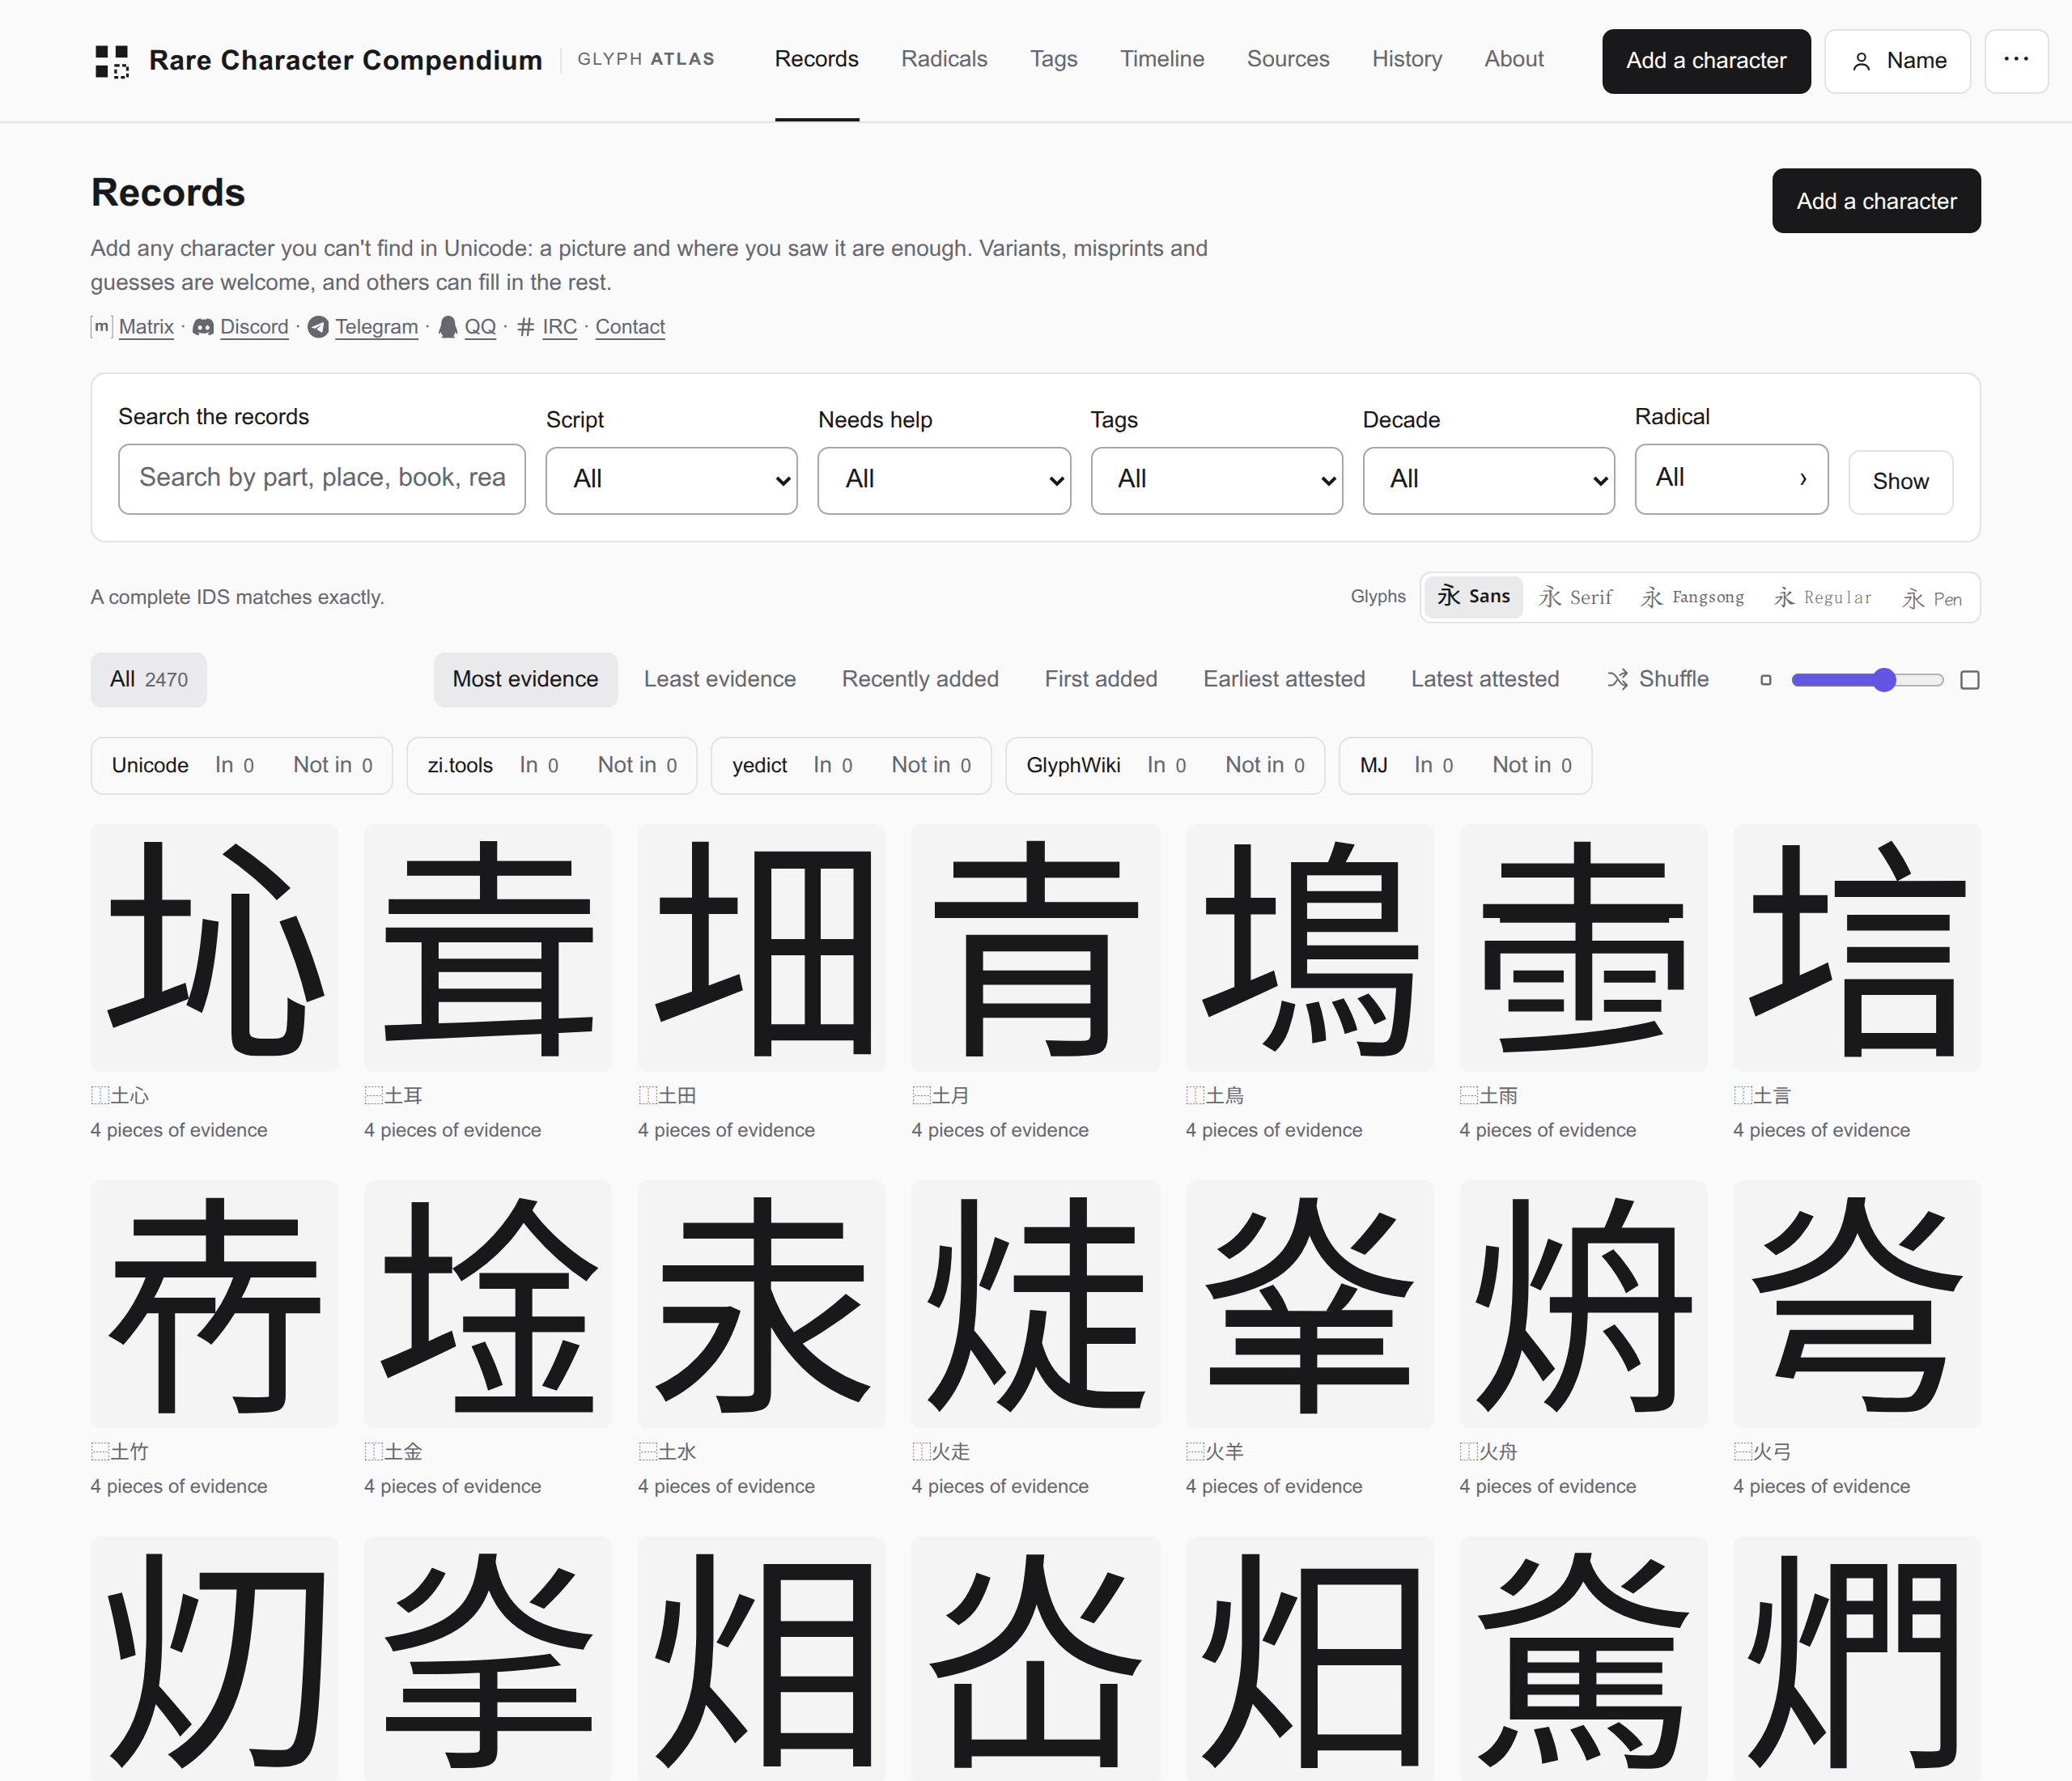 Rare Character Compendium GLYPH ATLAS Records Radicals Tags Timeline Sources History About Add a character Name ···
Records
Add a character
Add any character you can't find in Unicode: a picture and where you saw it are enough. Variants, misprints and
guesses are welcome, and others can fill in the rest.
[m] Matrix · Discord · Telegram · QQ · # IRC · Contact
Search the records Script Needs help Tags Decade Radical
Search by part, place, book, rea All All All All All › Show
A complete IDS matches exactly.
Glyphs 永 Sans 永 Serif 永 Fangsong 永 Regular 永 Pen
All 2470 Most evidence Least evidence Recently added First added Earliest attested Latest attested Shuffle
Unicode In 0 Not in 0 zi.tools In 0 Not in 0 yedict In 0 Not in 0 GlyphWiki In 0 Not in 0 MJ In 0 Not in 0
⿰土心 ⿱土耳 ⿰土田 ⿱土月 ⿰土鳥 ⿱土雨 ⿰土言
4 pieces of evidence 4 pieces of evidence 4 pieces of evidence 4 pieces of evidence 4 pieces of evidence 4 pieces of evidence 4 pieces of evidence
⿱土竹 ⿰土金 ⿱土水 ⿰火走 ⿱火羊 ⿰火舟 ⿱火弓
4 pieces of evidence 4 pieces of evidence 4 pieces of evidence 4 pieces of evidence 4 pieces of evidence 4 pieces of evidence 4 pieces of evidence